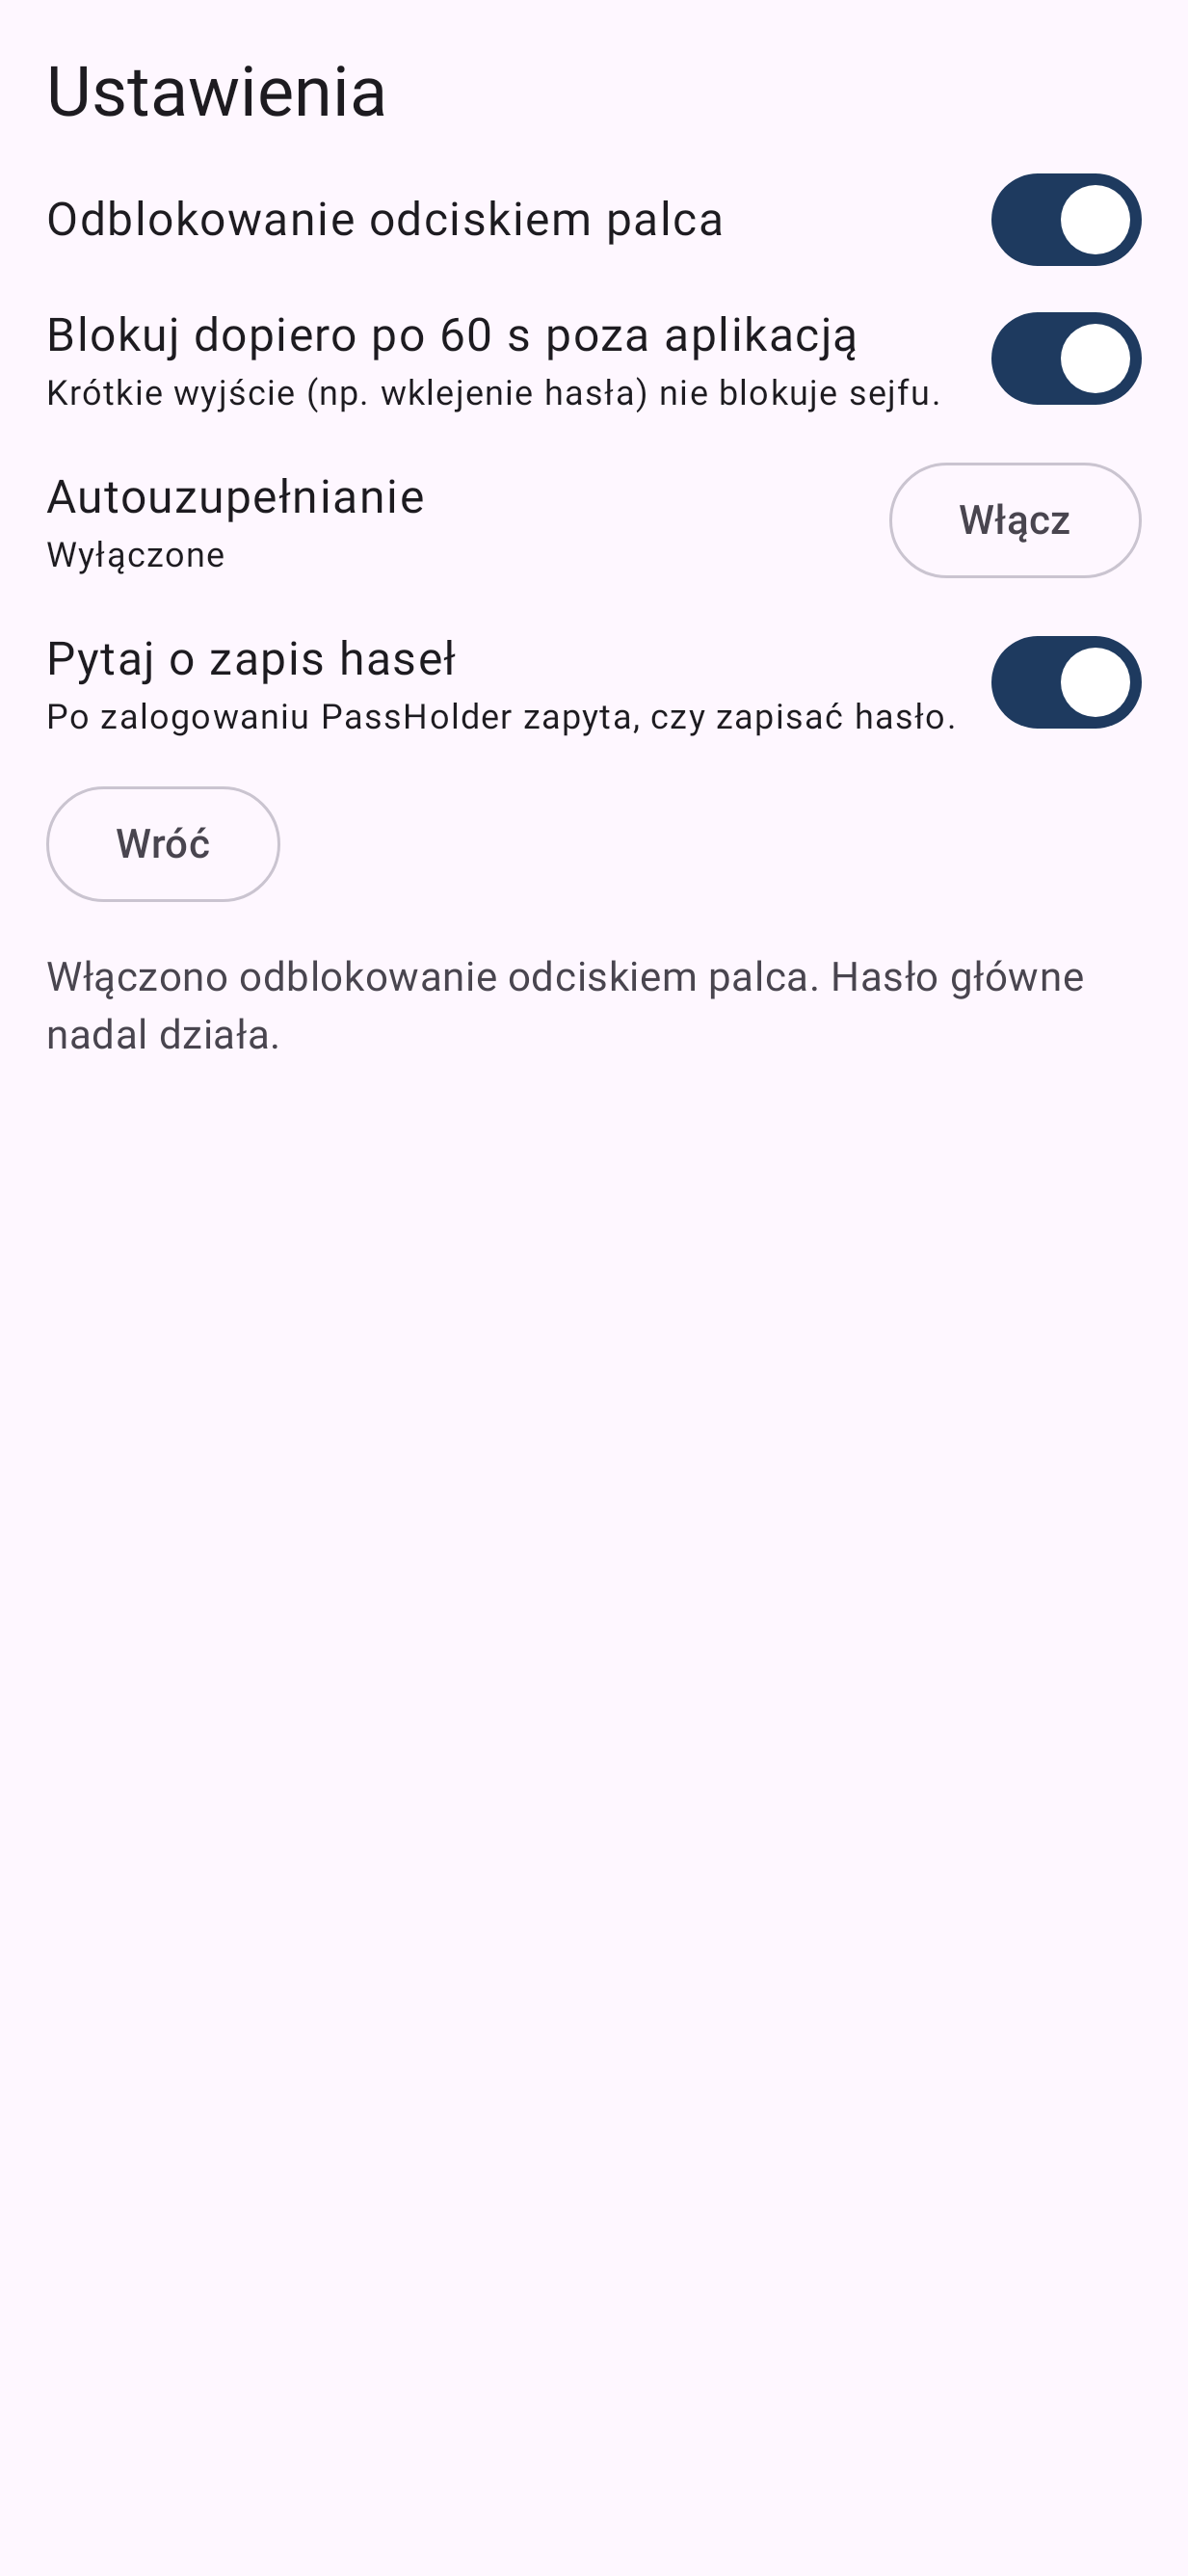 Ustawienia
Odblokowanie odciskiem palca
Blokuj dopiero po 60 s poza aplikacją
Krótkie wyjście (np. wklejenie hasła) nie blokuje sejfu.
Autouzupełnianie
Wyłączone
Włącz
Pytaj o zapis haseł
Po zalogowaniu PassHolder zapyta, czy zapisać hasło.
Wróć
Włączono odblokowanie odciskiem palca. Hasło główne
nadal działa.